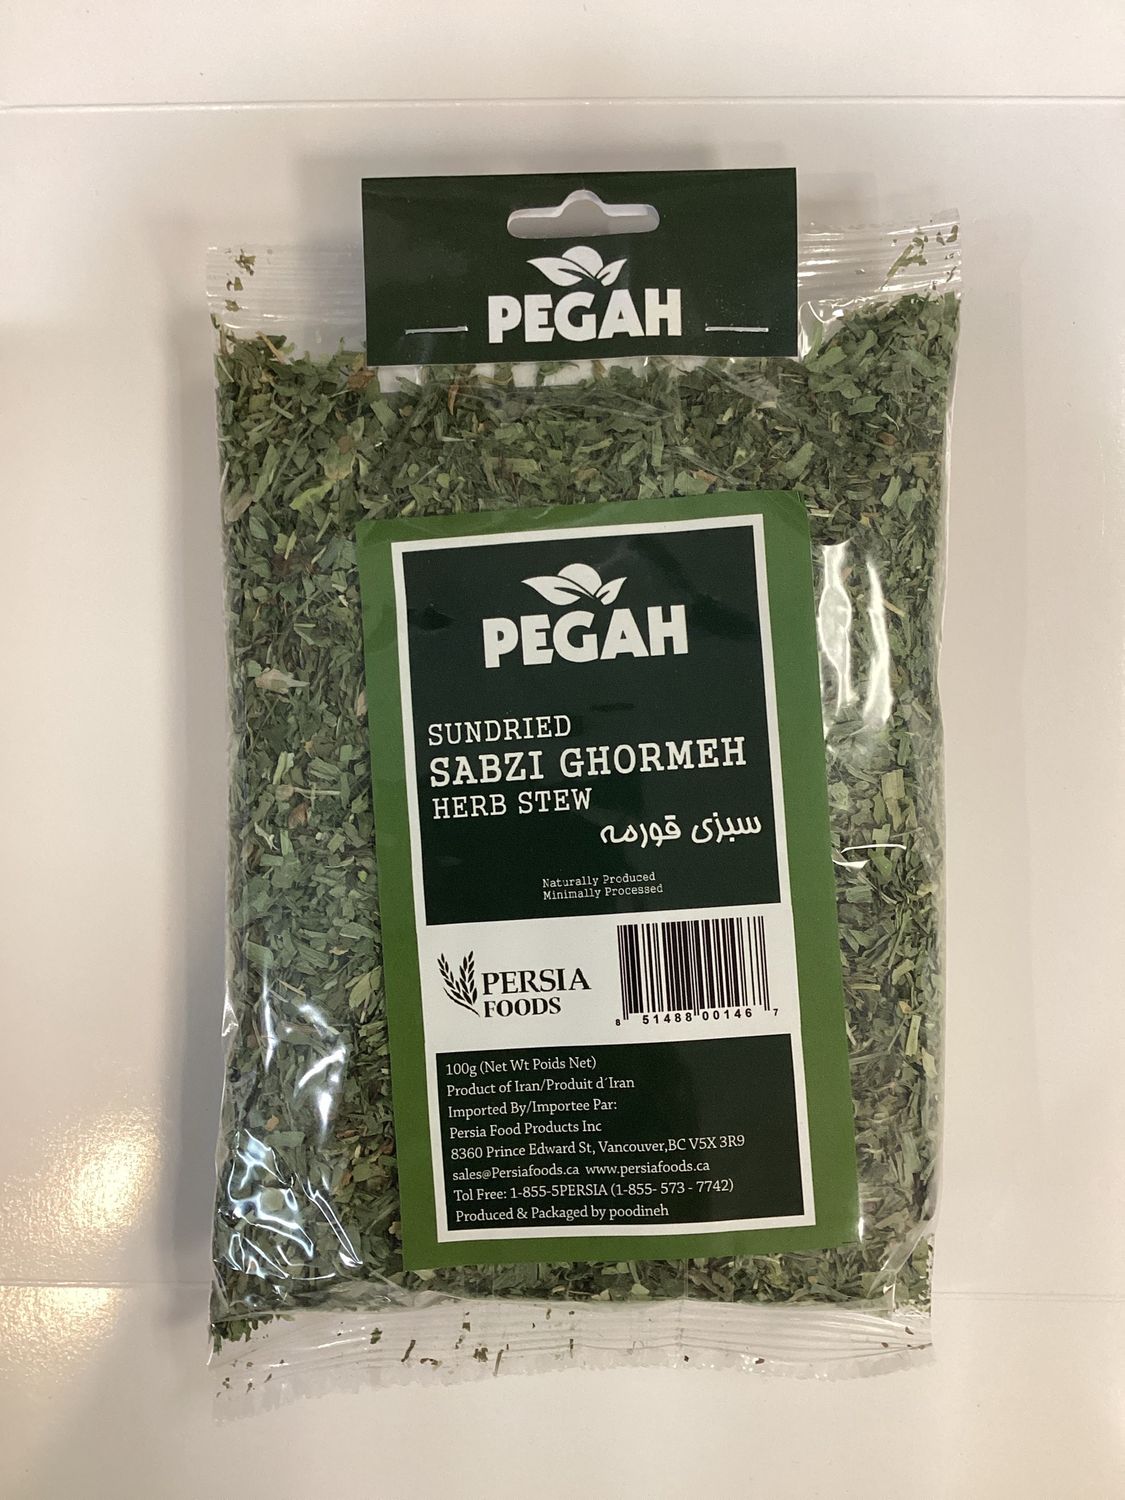 PEGAH
PEGAH
SUNDRIED
SABZI GHORMEH
HERB STEW
سبزی قورمه
Naturally Produced
Minimally Processed
PERSIA
FOODS
8 51488 00146 7
100g (Net Wt Poids Net)
Product of Iran/Produit d´Iran
Imported By/Importee Par:
Persia Food Products Inc
8360 Prince Edward St, Vancouver,BC V5X 3R9
sales@Persiafoods.ca www.persiafoods.ca
Tol Free: 1-855-5PERSIA (1-855- 573 - 7742)
Produced & Packaged by poodineh